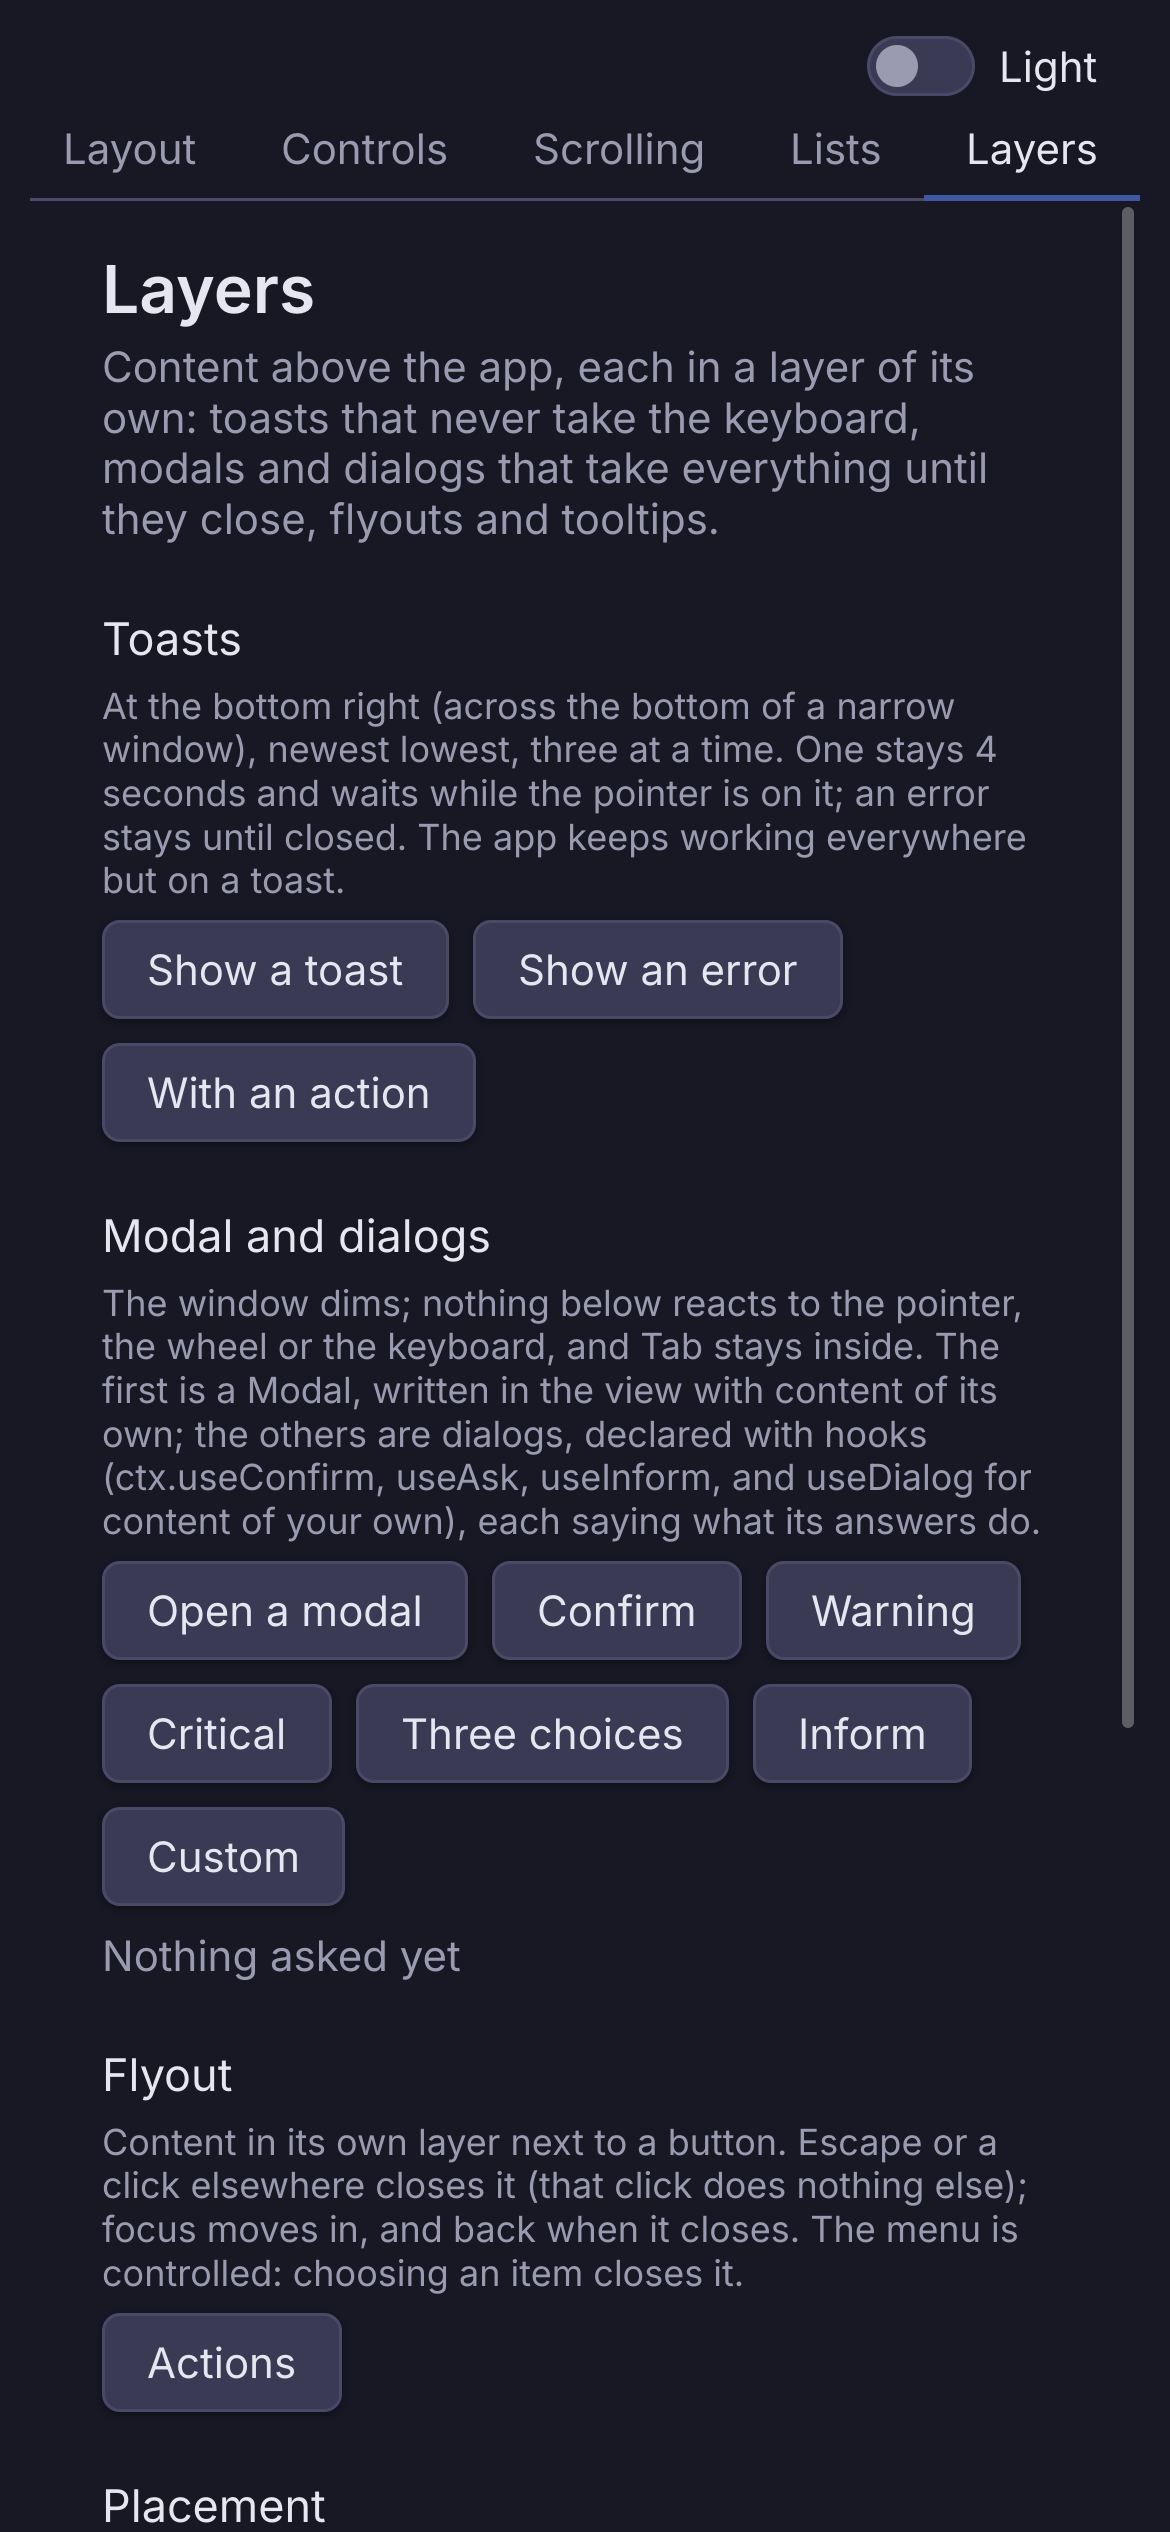 Light
Layout Controls Scrolling Lists Layers
Layers
Content above the app, each in a layer of its
own: toasts that never take the keyboard,
modals and dialogs that take everything until
they close, flyouts and tooltips.
Toasts
At the bottom right (across the bottom of a narrow
window), newest lowest, three at a time. One stays 4
seconds and waits while the pointer is on it; an error
stays until closed. The app keeps working everywhere
but on a toast.
Show a toast Show an error
With an action
Modal and dialogs
The window dims; nothing below reacts to the pointer,
the wheel or the keyboard, and Tab stays inside. The
first is a Modal, written in the view with content of its
own; the others are dialogs, declared with hooks
(ctx.useConfirm, useAsk, useInform, and useDialog for
content of your own), each saying what its answers do.
Open a modal Confirm Warning
Critical Three choices Inform
Custom
Nothing asked yet
Flyout
Content in its own layer next to a button. Escape or a
click elsewhere closes it (that click does nothing else);
focus moves in, and back when it closes. The menu is
controlled: choosing an item closes it.
Actions
Placement